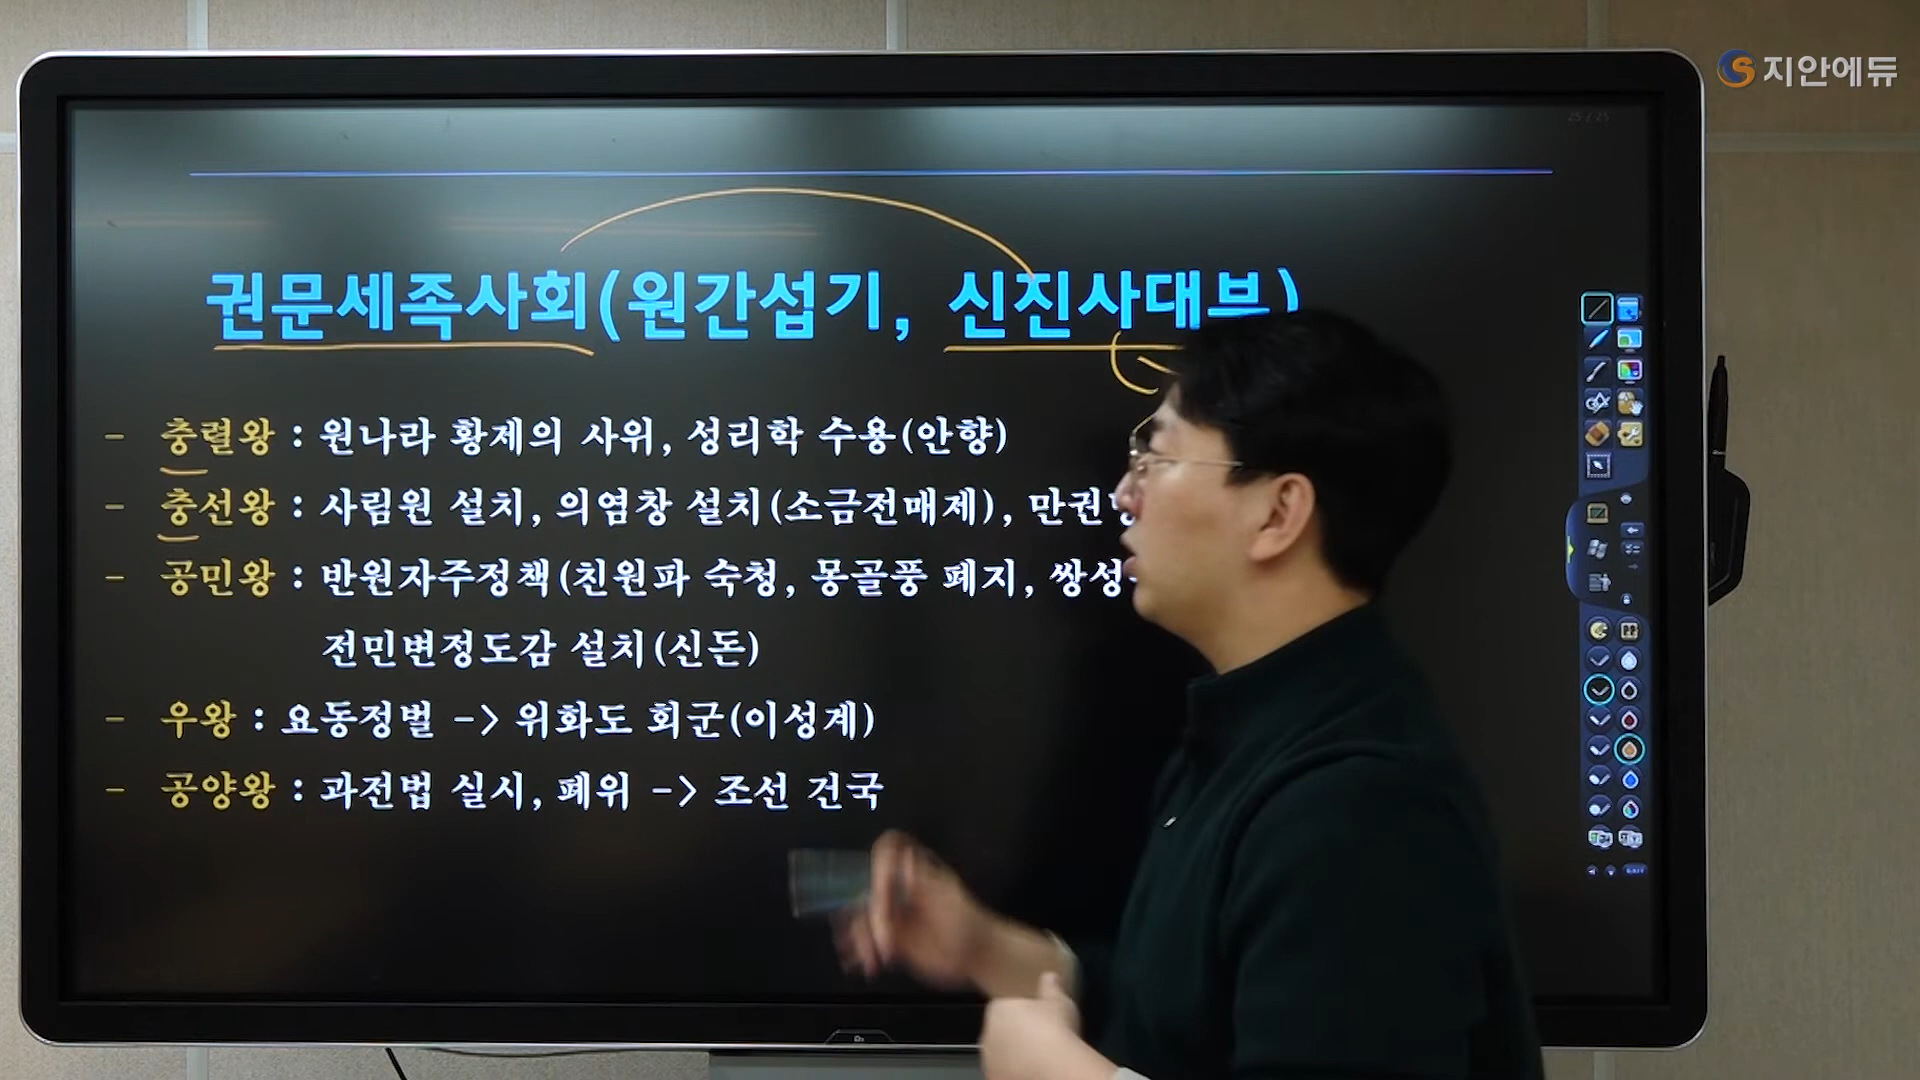 지안에듀
25 / 25
권문세족사회(원간섭기, 신진사대부)
- 충렬왕 : 원나라 황제의 사위, 성리학 수용(안향)
- 충선왕 : 사림원 설치, 의염창 설치(소금전매제), 만권
- 공민왕 : 반원자주정책(친원파 숙청, 몽골풍 폐지, 쌍성
전민변정도감 설치(신돈)
- 우왕 : 요동정벌 -> 위화도 회군(이성계)
- 공양왕 : 과전법 실시, 폐위 -> 조선 건국